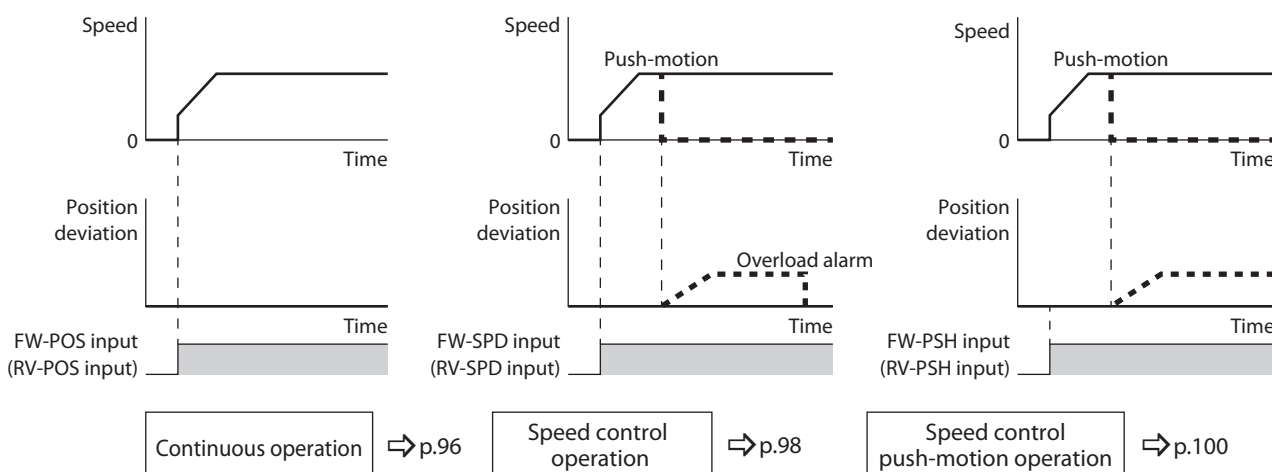 Speed
0
Time
Position
deviation
Time
FW-POS input
(RV-POS input)
Continuous operation
p.96
Speed
Push-motion
0
Time
Position
deviation
Overload alarm
Time
FW-SPD input
(RV-SPD input)
Speed control
operation
p.98
Speed
Push-motion
0
Time
Position
deviation
Time
FW-PSH input
(RV-PSH input)
Speed control
push-motion operation
p.100